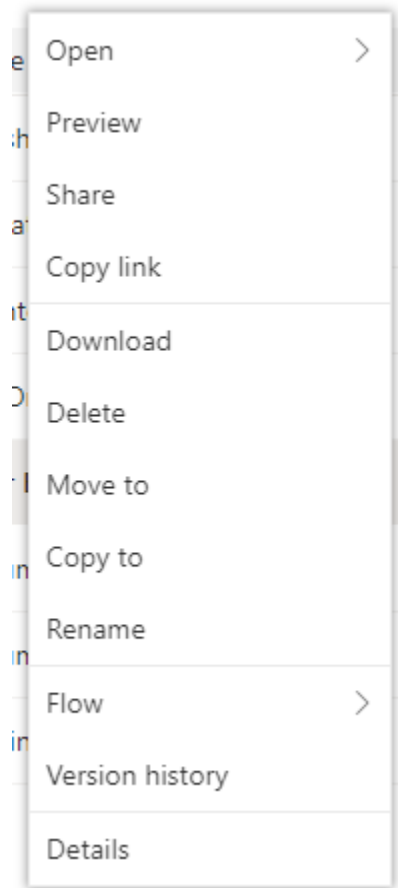 Open
Preview
Share
Copy link
Download
Delete
Move to
Copy to
Rename
Flow
Version history
Details